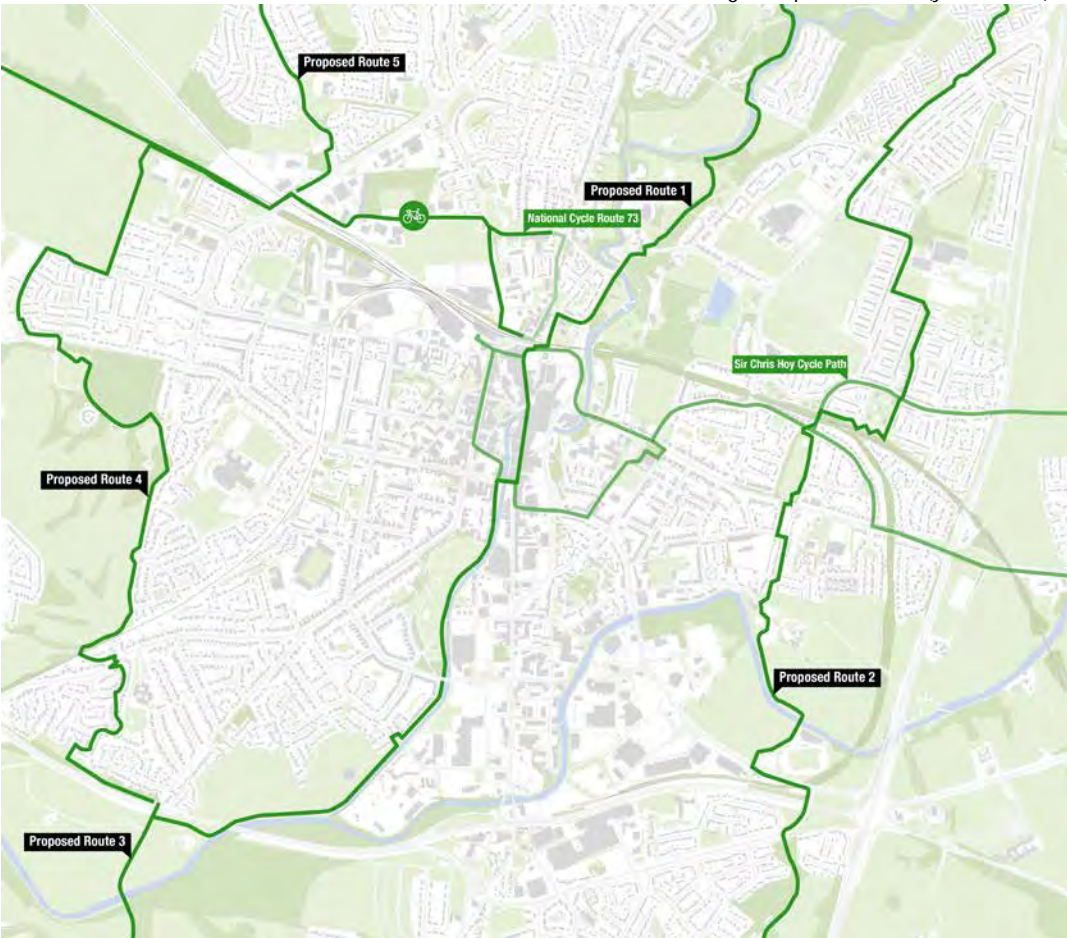 Proposed Route 5
Proposed Route 1
National Cycle Route 73
Sir Chris Hoy Cycle Path
Proposed Route 4
Proposed Route 2
Proposed Route 3